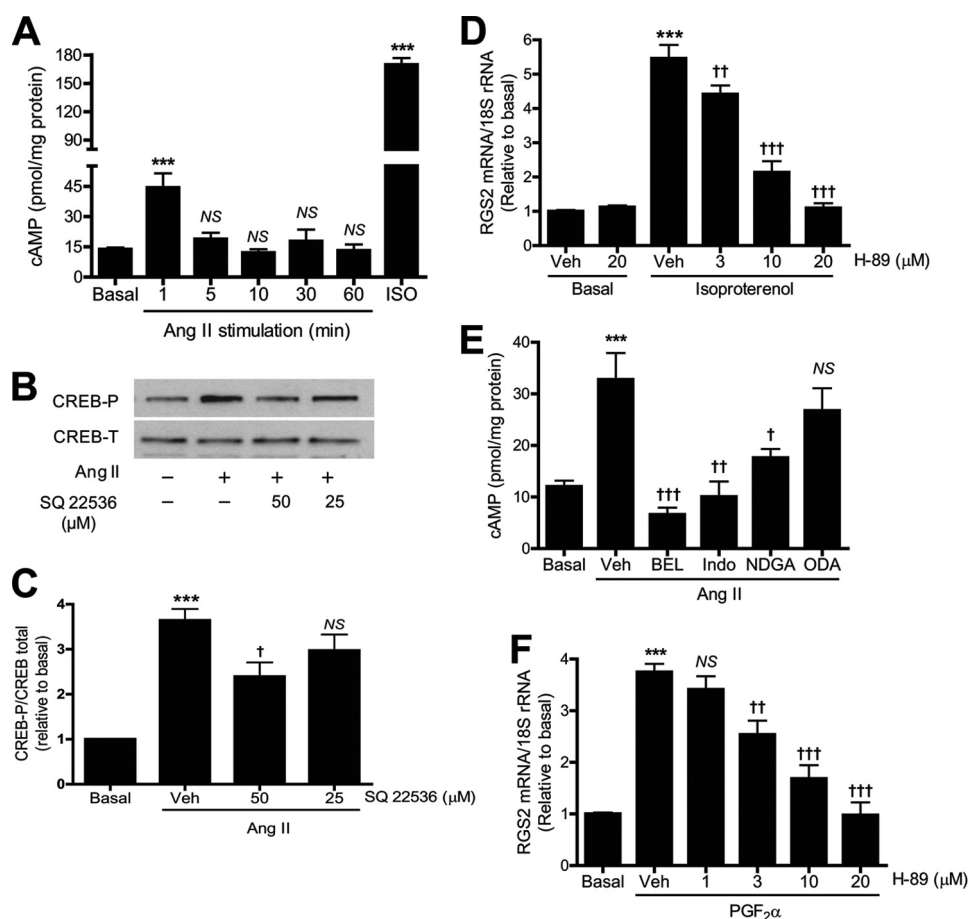 A
cAMP (pmol/mg protein)
180
150
120
90
45
30
15
0
***
NS
NS
NS
NS
***
Basal 1 5 10 30 60 ISO
Ang II stimulation (min)
B
CREB-P
CREB-T
Ang II − + + +
SQ 22536 − − 50 25
(µM)
C
CREB-P/CREB total
(relative to basal)
4
3
2
1
0
***
†
NS
Basal Veh 50 25 SQ 22536 (µM)
Ang II
D
RGS2 mRNA/18S rRNA
(Relative to basal)
6
5
4
3
2
1
0
***
††
†††
†††
Veh 20 Veh 3 10 20 H-89 (µM)
Basal Isoproterenol
E
cAMP (pmol/mg protein)
40
30
20
10
0
***
†††
††
†
NS
Basal Veh BEL Indo NDGA ODA
Ang II
F
RGS2 mRNA/18S rRNA
(Relative to basal)
4
3
2
1
0
***
NS
††
†††
†††
Basal Veh 1 3 10 20 H-89 (µM)
PGF₂α